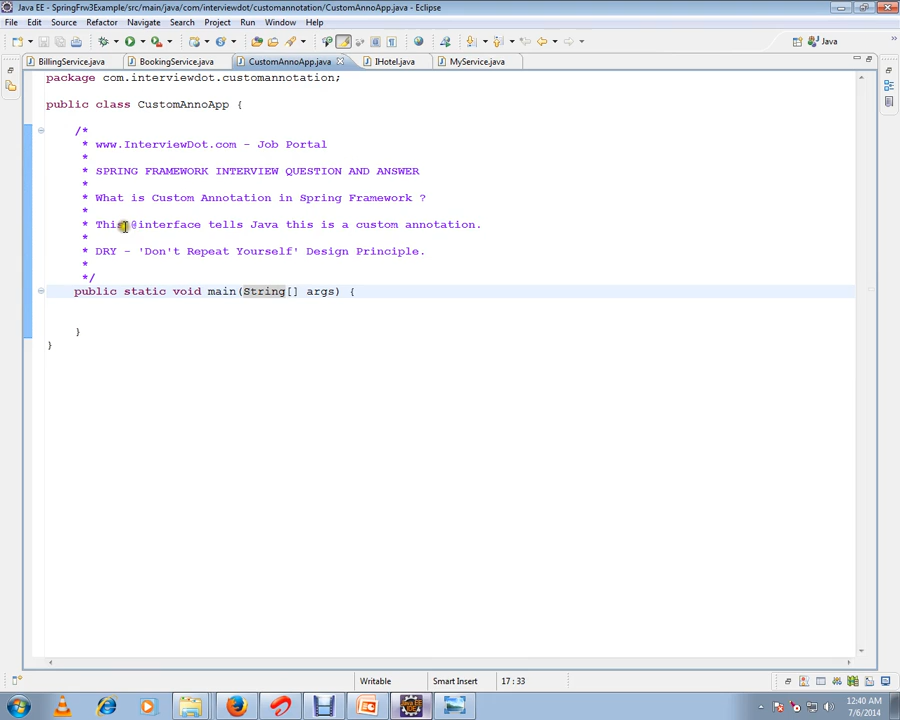 Java EE - SpringFrw3Example/src/main/java/com/interviewdot/customannotation/CustomAnnoApp.java - Eclipse
File Edit Source Refactor Navigate Search Project Run Window Help
Java
BillingService.java BookingService.java CustomAnnoApp.java IHotel.java MyService.java
package com.interviewdot.customannotation;
public class CustomAnnoApp {
/*
* www.InterviewDot.com - Job Portal
*
* SPRING FRAMEWORK INTERVIEW QUESTION AND ANSWER
*
* What is Custom Annotation in Spring Framework ?
*
* This @interface tells Java this is a custom annotation.
*
* DRY - 'Don't Repeat Yourself' Design Principle.
*
*/
public static void main(String[] args) {
}
}
Writable Smart Insert 17 : 33
12:40 AM
7/6/2014